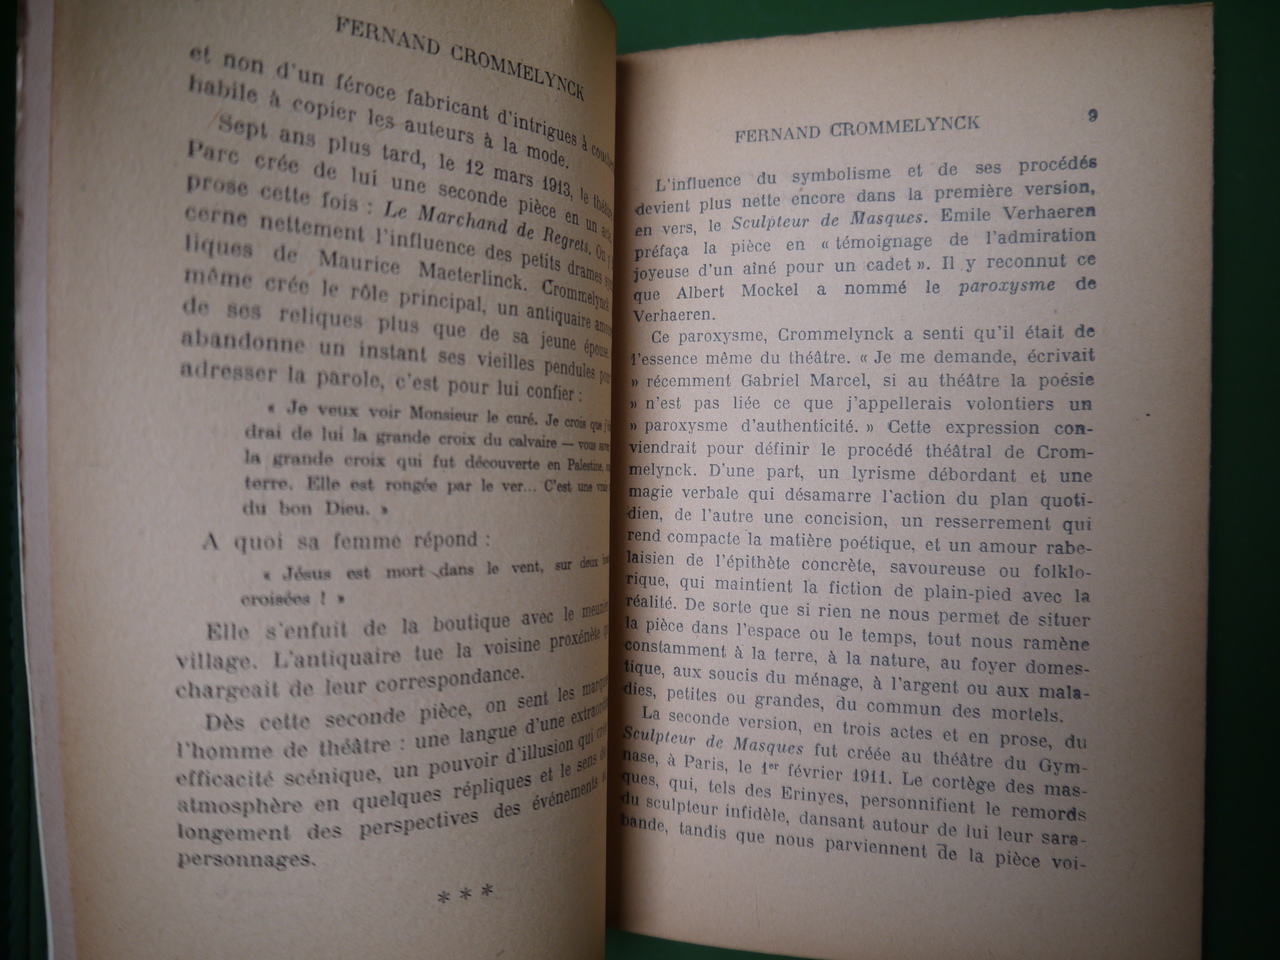 FERNAND CROMMELYNCK
et non d'un féroce fabricant d'intrigues à
habile à copier les auteurs à la mode.
Sept ans plus tard, le 12 mars 1913, le
Parc crée de lui une seconde pièce en un
prose cette fois : Le Marchand de Regrets.
cerne nettement l'influence des petits drames
liques de Maurice Maeterlinck. Crommelynck
même crée le rôle principal, un antiquaire
de ses reliques plus que de sa jeune épouse.
abandonne un instant ses vieilles pendules
adresser la parole, c'est pour lui confier :
« Je veux voir Monsieur le curé. Je crois que
drai de lui la grande croix du calvaire — vous
la grande croix qui fut découverte en Palestine,
terre. Elle est rongée par le ver... C'est une
du bon Dieu. »
A quoi sa femme répond :
« Jésus est mort dans le vent, sur deux
croisées ! »
Elle s'enfuit de la boutique avec le
village. L'antiquaire tue la voisine proxénète
chargeait de leur correspondance.
Dès cette seconde pièce, on sent les
l'homme de théâtre : une langue d'une
efficacité scénique, un pouvoir d'illusion qui
atmosphère en quelques répliques et le sens
longement des perspectives des événements
personnages.
* * *
FERNAND CROMMELYNCK 9
L'influence du symbolisme et de ses procédés
devient plus nette encore dans la première version,
en vers, le Sculpteur de Masques. Emile Verhaeren
préfaça la pièce en « témoignage de l'admiration
joyeuse d'un aîné pour un cadet ». Il y reconnut ce
que Albert Mockel a nommé le paroxysme de
Verhaeren.
Ce paroxysme, Crommelynck a senti qu'il était de
l'essence même du théâtre. « Je me demande, écrivait
» récemment Gabriel Marcel, si au théâtre la poésie
» n'est pas liée ce que j'appellerais volontiers un
» paroxysme d'authenticité. » Cette expression con-
viendrait pour définir le procédé théâtral de Crom-
melynck. D'une part, un lyrisme débordant et une
magie verbale qui désamarre l'action du plan quoti-
dien, de l'autre une concision, un resserrement qui
rend compacte la matière poétique, et un amour rabe-
laisien de l'épithète concrète, savoureuse ou folklo-
rique, qui maintient la fiction de plain-pied avec la
réalité. De sorte que si rien ne nous permet de situer
la pièce dans l'espace ou le temps, tout nous ramène
constamment à la terre, à la nature, au foyer domes-
tique, aux soucis du ménage, à l'argent ou aux mala-
dies, petites ou grandes, du commun des mortels.
La seconde version, en trois actes et en prose, du
Sculpteur de Masques fut créée au théâtre du Gym-
nase, à Paris, le 1er février 1911. Le cortège des mas-
ques, qui, tels des Erinyes, personnifient le remords
du sculpteur infidèle, dansant autour de lui leur sara-
bande, tandis que nous parviennent de la pièce voi-